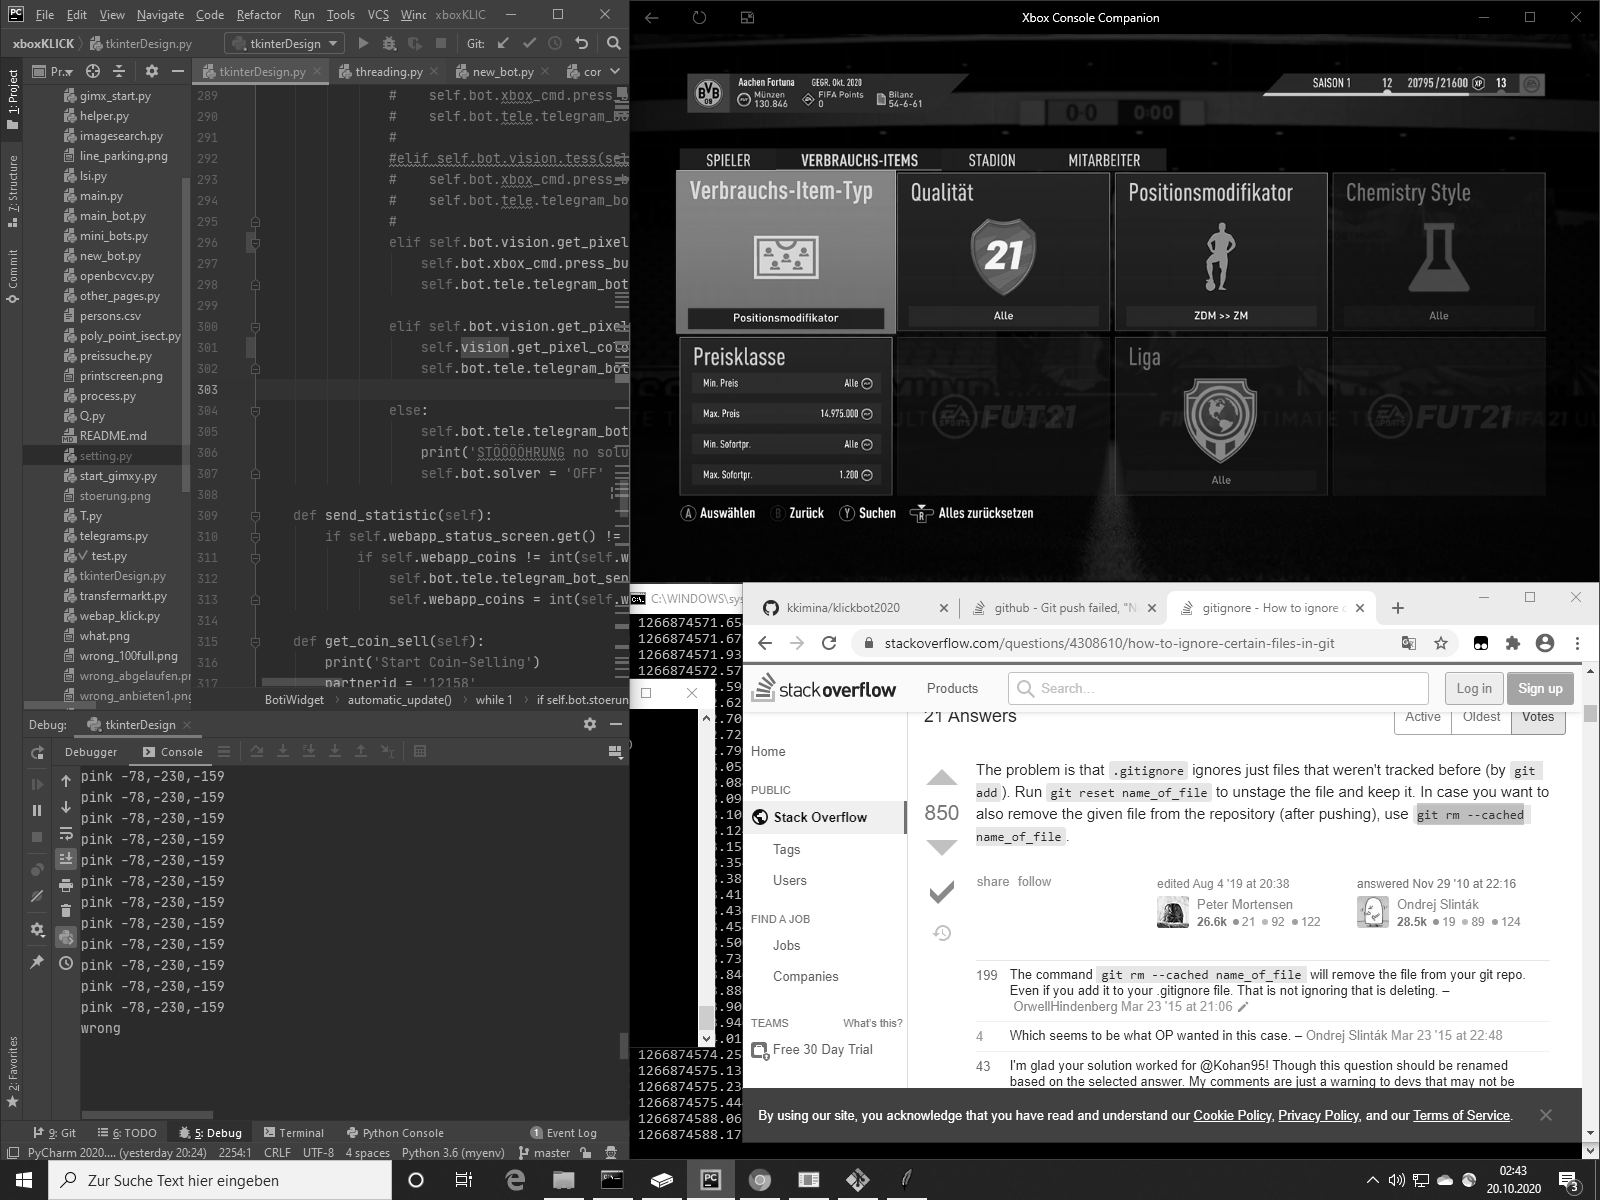 File Edit View Navigate Code Refactor Run Tools VCS Winc xboxKLIC
xboxKLICK tkinterDesign.py tkinterDesign Git:
1: Project
Z: Structure
Commit
2: Favorites
Pr.
tkinterDesign.py threading.py new_bot.py cor
gimx_start.py
helper.py
imagesearch.py
line_parking.png
lsi.py
main.py
main_bot.py
mini_bots.py
new_bot.py
openbcvcv.py
other_pages.py
persons.csv
poly_point_isect.py
preissuche.py
printscreen.png
process.py
Q.py
README.md
setting.py
start_gimxy.py
stoerung.png
T.py
telegrams.py
test.py
tkinterDesign.py
transfermarkt.py
webap_klick.py
what.png
wrong_100full.png
wrong_abgelaufen.png
wrong_anbieten1.png
289 # self.bot.xbox_cmd.press_bu
290 # self.bot.tele.telegram_bo
291 #
292 #elif self.bot.vision.tess(sel
293 # self.bot.xbox_cmd.press_b
294 # self.bot.tele.telegram_bo
295 #
296 elif self.bot.vision.get_pixel
297 self.bot.xbox_cmd.press_bu
298 self.bot.tele.telegram_bot
299
300 elif self.bot.vision.get_pixel
301 self.vision.get_pixel_colo
302 self.bot.tele.telegram_bot
303
304 else:
305 self.bot.tele.telegram_bot
306 print('STÖÖÖÖHRUNG no solu
307 self.bot.solver = 'OFF'
308
309 def send_statistic(self):
310 if self.webapp_status_screen.get() !=
311 if self.webapp_coins != int(self.w
312 self.bot.tele.telegram_bot_sen
313 self.webapp_coins = int(self.w
314
315 def get_coin_sell(self):
316 print('Start Coin-Selling')
317 partnerid = '12158'
BotiWidget automatic_update() while 1 if self.bot.stoerun
Debug: tkinterDesign
Debugger Console
pink -78,-230,-159
pink -78,-230,-159
pink -78,-230,-159
pink -78,-230,-159
pink -78,-230,-159
pink -78,-230,-159
pink -78,-230,-159
pink -78,-230,-159
pink -78,-230,-159
pink -78,-230,-159
pink -78,-230,-159
pink -78,-230,-159
wrong
9: Git 6: TODO 5: Debug Terminal Python Console 1 Event Log
PyCharm 2020.... (yesterday 20:24) 2254:1 CRLF UTF-8 4 spaces Python 3.6 (myenv) master
Xbox Console Companion
BVB
09
Aachen Fortuna GEGR. Okt. 2020
Münzen FIFA Points Bilanz
130.846 0 54-6-61
SAISON 1 12 20795/21600 XP 13
0-0 0:00
SPIELER VERBRAUCHS-ITEMS STADION MITARBEITER
Verbrauchs-Item-Typ
Positionsmodifikator
Qualität
21
Alle
Positionsmodifikator
ZDM >> ZM
Chemistry Style
Alle
Preisklasse
Min. Preis Alle
Max. Preis 14.975.000
Min. Sofortpr. Alle
Max. Sofortpr. 1.200
Liga
Alle
EA SPORTS FUT21
EA SPORTS FUT21
A Auswählen B Zurück Y Suchen R Alles zurücksetzen
C:\WINDOWS\sys
1266874571.65
1266874571.67
1266874571.93
1266874572.57
1266874574.25
1266874575.13
1266874575.23
1266874575.44
1266874588.06
1266874588.17
kkimina/klickbot2020 github - Git push failed, "N gitignore - How to ignore c
stackoverflow.com/questions/4308610/how-to-ignore-certain-files-in-git
stackoverflow Products Search... Log in Sign up
21 Answers Active Oldest Votes
Home
PUBLIC
Stack Overflow
Tags
Users
FIND A JOB
Jobs
Companies
TEAMS What's this?
Free 30 Day Trial
850
The problem is that .gitignore ignores just files that weren't tracked before (by git
add ). Run git reset name_of_file to unstage the file and keep it. In case you want to
also remove the given file from the repository (after pushing), use git rm --cached
name_of_file .
share follow
edited Aug 4 '19 at 20:38
Peter Mortensen
26.6k 21 92 122
answered Nov 29 '10 at 22:16
Ondrej Slinták
28.5k 19 89 124
199 The command git rm --cached name_of_file will remove the file from your git repo.
Even if you add it to your .gitignore file. That is not ignoring that is deleting. –
OrwellHindenberg Mar 23 '15 at 21:06
4 Which seems to be what OP wanted in this case. – Ondrej Slinták Mar 23 '15 at 22:48
43 I'm glad your solution worked for @Kohan95! Though this question should be renamed
based on the selected answer. My comments are just a warning to devs that may not be
By using our site, you acknowledge that you have read and understand our Cookie Policy, Privacy Policy, and our Terms of Service.
Zur Suche Text hier eingeben
02:43
20.10.2020
3